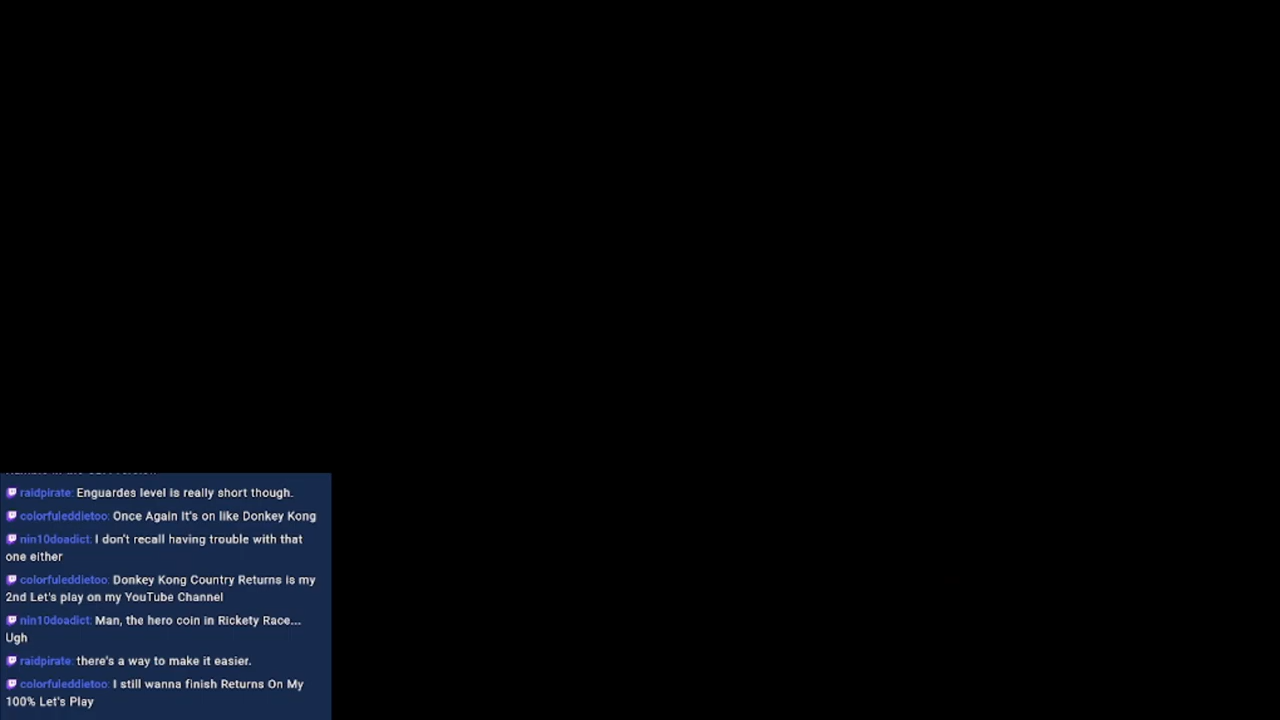 raidpirate: Enguardes level is really short though.
colorfuleddietoo: Once Again It's on like Donkey Kong
nin10doadict: I don't recall having trouble with that
one either
colorfuleddietoo: Donkey Kong Country Returns is my
2nd Let's play on my YouTube Channel
nin10doadict: Man, the hero coin in Rickety Race...
Ugh
raidpirate: there's a way to make it easier.
colorfuleddietoo: I still wanna finish Returns On My
100% Let's Play